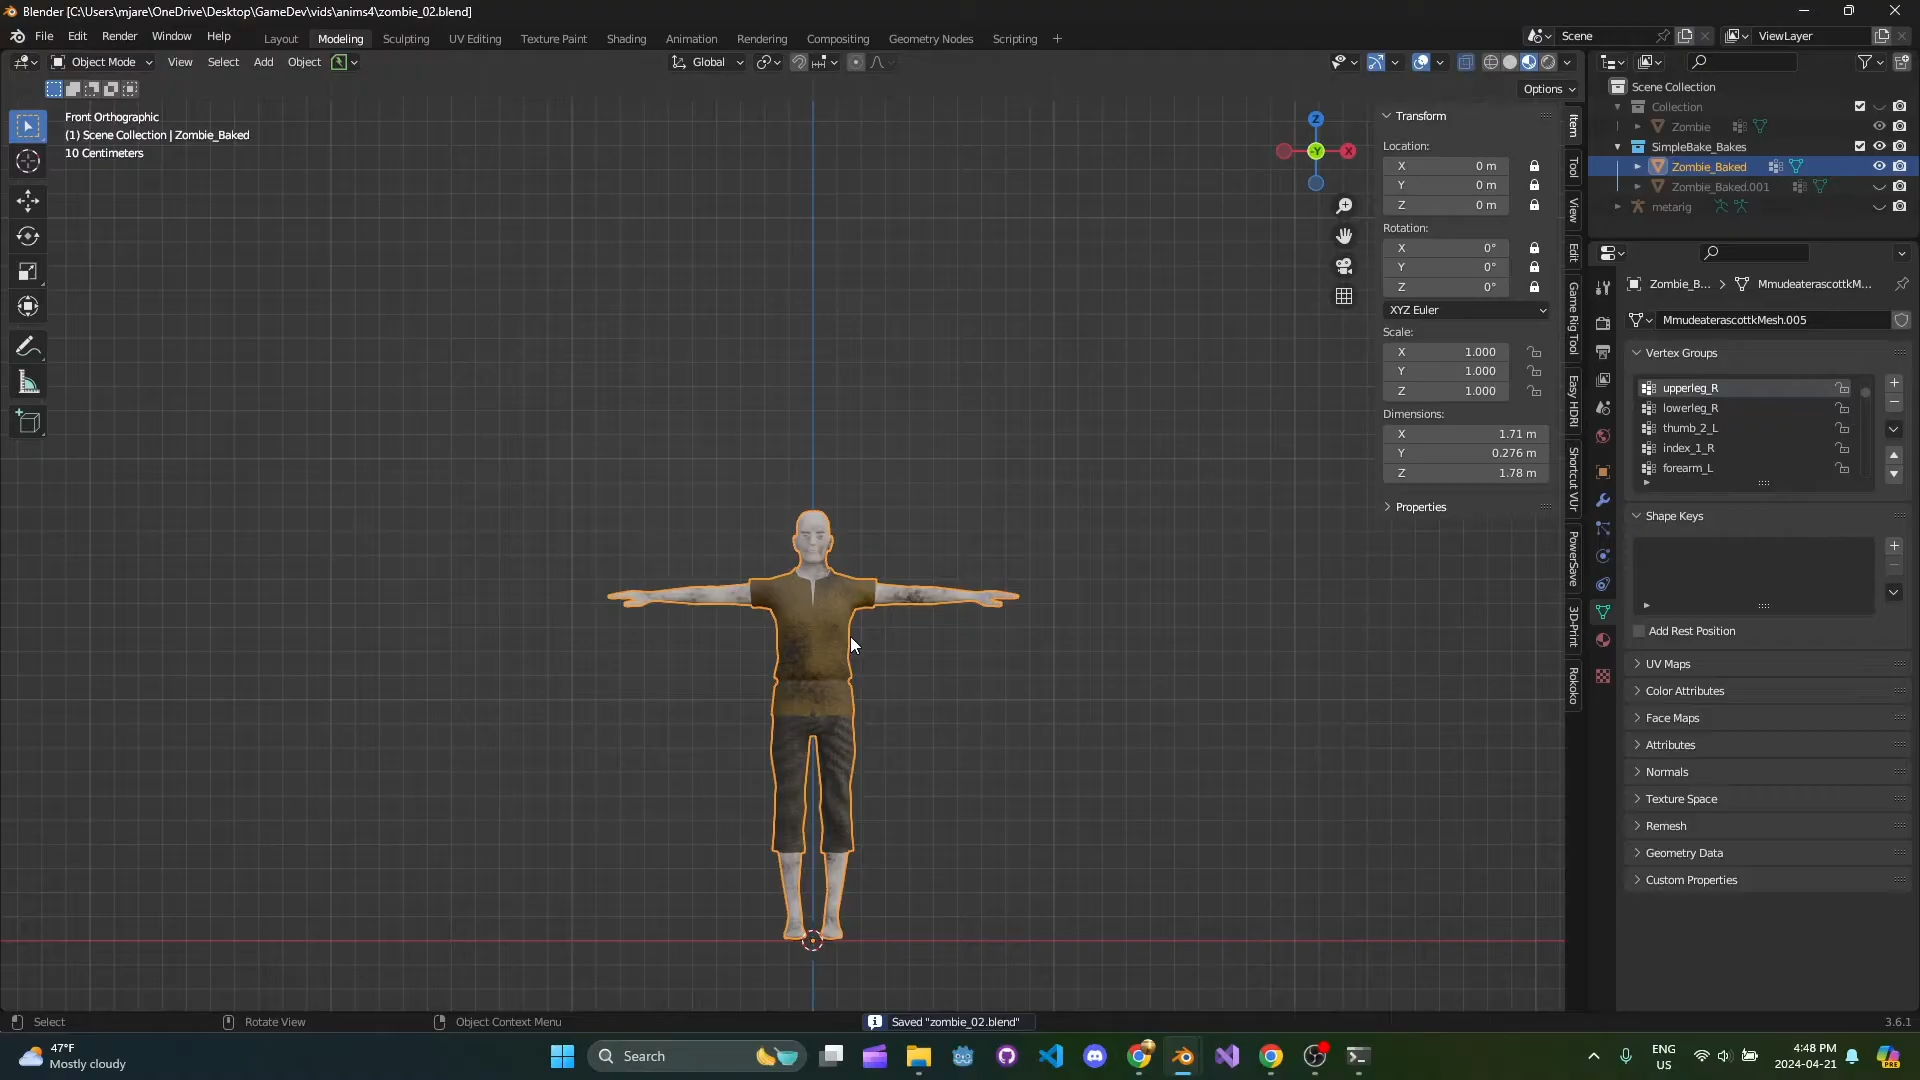 Blender [C:\Users\mjare\OneDrive\Desktop\GameDev\vids\anims4\zombie_02.blend]
File Edit Render Window Help
Layout Modeling Sculpting UV Editing Texture Paint Shading Animation Rendering Compositing Geometry Nodes Scripting +
Scene
ViewLayer
Object Mode View Select Add Object
Global
Options
Front Orthographic
(1) Scene Collection | Zombie_Baked
10 Centimeters
Z
-Y
X
Transform
Location:
X 0 m
Y 0 m
Z 0 m
Rotation:
X 0°
Y 0°
Z 0°
XYZ Euler
Scale:
X 1.000
Y 1.000
Z 1.000
Dimensions:
X 1.71 m
Y 0.276 m
Z 1.78 m
Properties
Item
Tool
View
Edit
Game Rig Tool
Easy HDRI
Shortcut VUr
PowerSave
3D-Print
Rokoko
Scene Collection
Collection
Zombie
SimpleBake_Bakes
Zombie_Baked
Zombie_Baked.001
metarig
Zombie_B... > MmudeaterascottkM...
MmudeaterascottkMesh.005
Vertex Groups
upperleg_R
lowerleg_R
thumb_2_L
index_1_R
forearm_L
Shape Keys
Add Rest Position
UV Maps
Color Attributes
Face Maps
Attributes
Normals
Texture Space
Remesh
Geometry Data
Custom Properties
Select
Rotate View
Object Context Menu
Saved "zombie_02.blend"
3.6.1
47°F
Mostly cloudy
Search
ENG
US
4:48 PM
2024-04-21
PRE